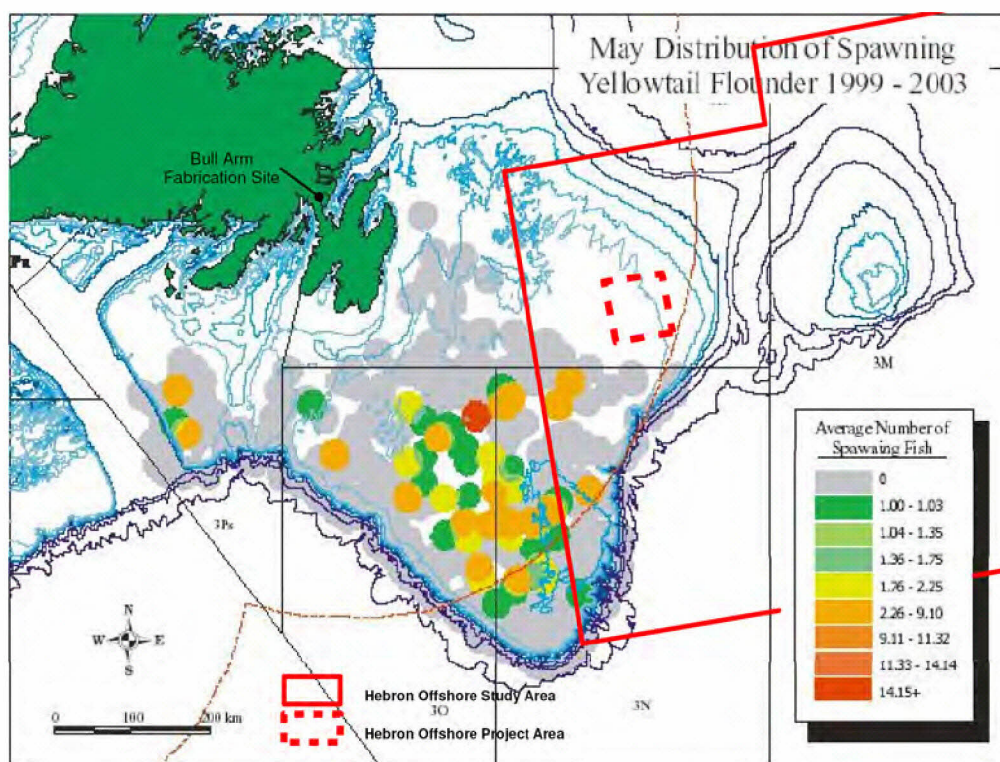 May Distribution of Spawning
Yellowtail Flounder 1999 - 2003
Bull Arm
Fabrication Site
Pn
3M
Average Number of
Spawning Fish
0
1.00 - 1.03
1.04 - 1.35
1.36 - 1.75
1.76 - 2.25
2.26 - 9.10
9.11 - 11.32
11.33 - 14.14
14.15+
3Ps
N
W E
S
0 100 200 km
3O
3N
Hebron Offshore Study Area
Hebron Offshore Project Area